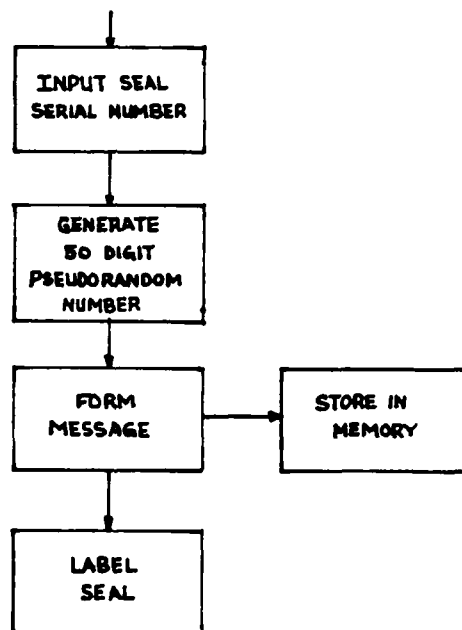 INPUT SEAL
SERIAL NUMBER
GENERATE
50 DIGIT
PSEUDORANDOM
NUMBER
FORM
MESSAGE
STORE IN
MEMORY
LABEL
SEAL